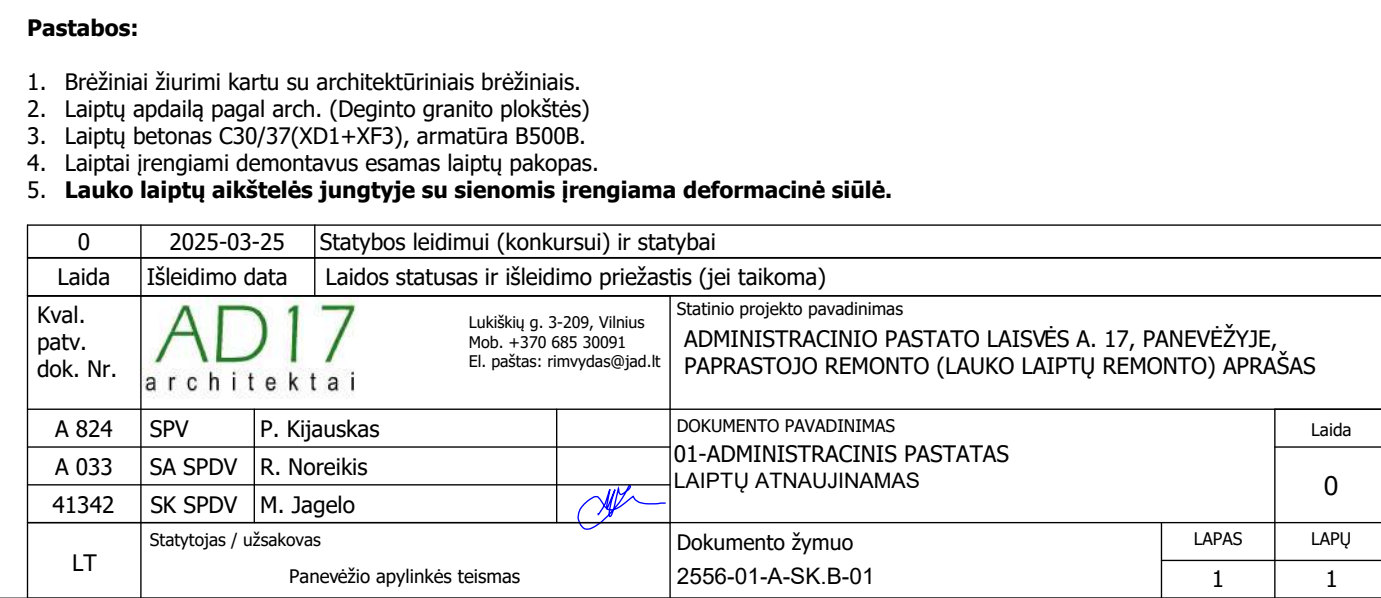 Pastabos:
1. Brėžiniai žiurimi kartu su architektūriniais brėžiniais.
2. Laiptų apdailą pagal arch. (Deginto granito plokštės)
3. Laiptų betonas C30/37(XD1+XF3), armatūra B500B.
4. Laiptai įrengiami demontavus esamas laiptų pakopas.
5. Lauko laiptų aikštelės jungtyje su sienomis įrengiama deformacinė siūlė.
0 2025-03-25 Statybos leidimui (konkursui) ir statybai
Laida Išleidimo data Laidos statusas ir išleidimo priežastis (jei taikoma)
Kval.
patv.
dok. Nr.
AD17
architektai
Lukiškių g. 3-209, Vilnius
Mob. +370 685 30091
El. paštas: rimvydas@jad.lt
Statinio projekto pavadinimas
ADMINISTRACINIO PASTATO LAISVĖS A. 17, PANEVĖŽYJE,
PAPRASTOJO REMONTO (LAUKO LAIPTŲ REMONTO) APRAŠAS
A 824 SPV P. Kijauskas
A 033 SA SPDV R. Noreikis
41342 SK SPDV M. Jagelo
DOKUMENTO PAVADINIMAS
01-ADMINISTRACINIS PASTATAS
LAIPTŲ ATNAUJINAMAS
Laida
0
LT
Statytojas / užsakovas
Panevėžio apylinkės teismas
Dokumento žymuo
2556-01-A-SK.B-01
LAPAS LAPŲ
1 1